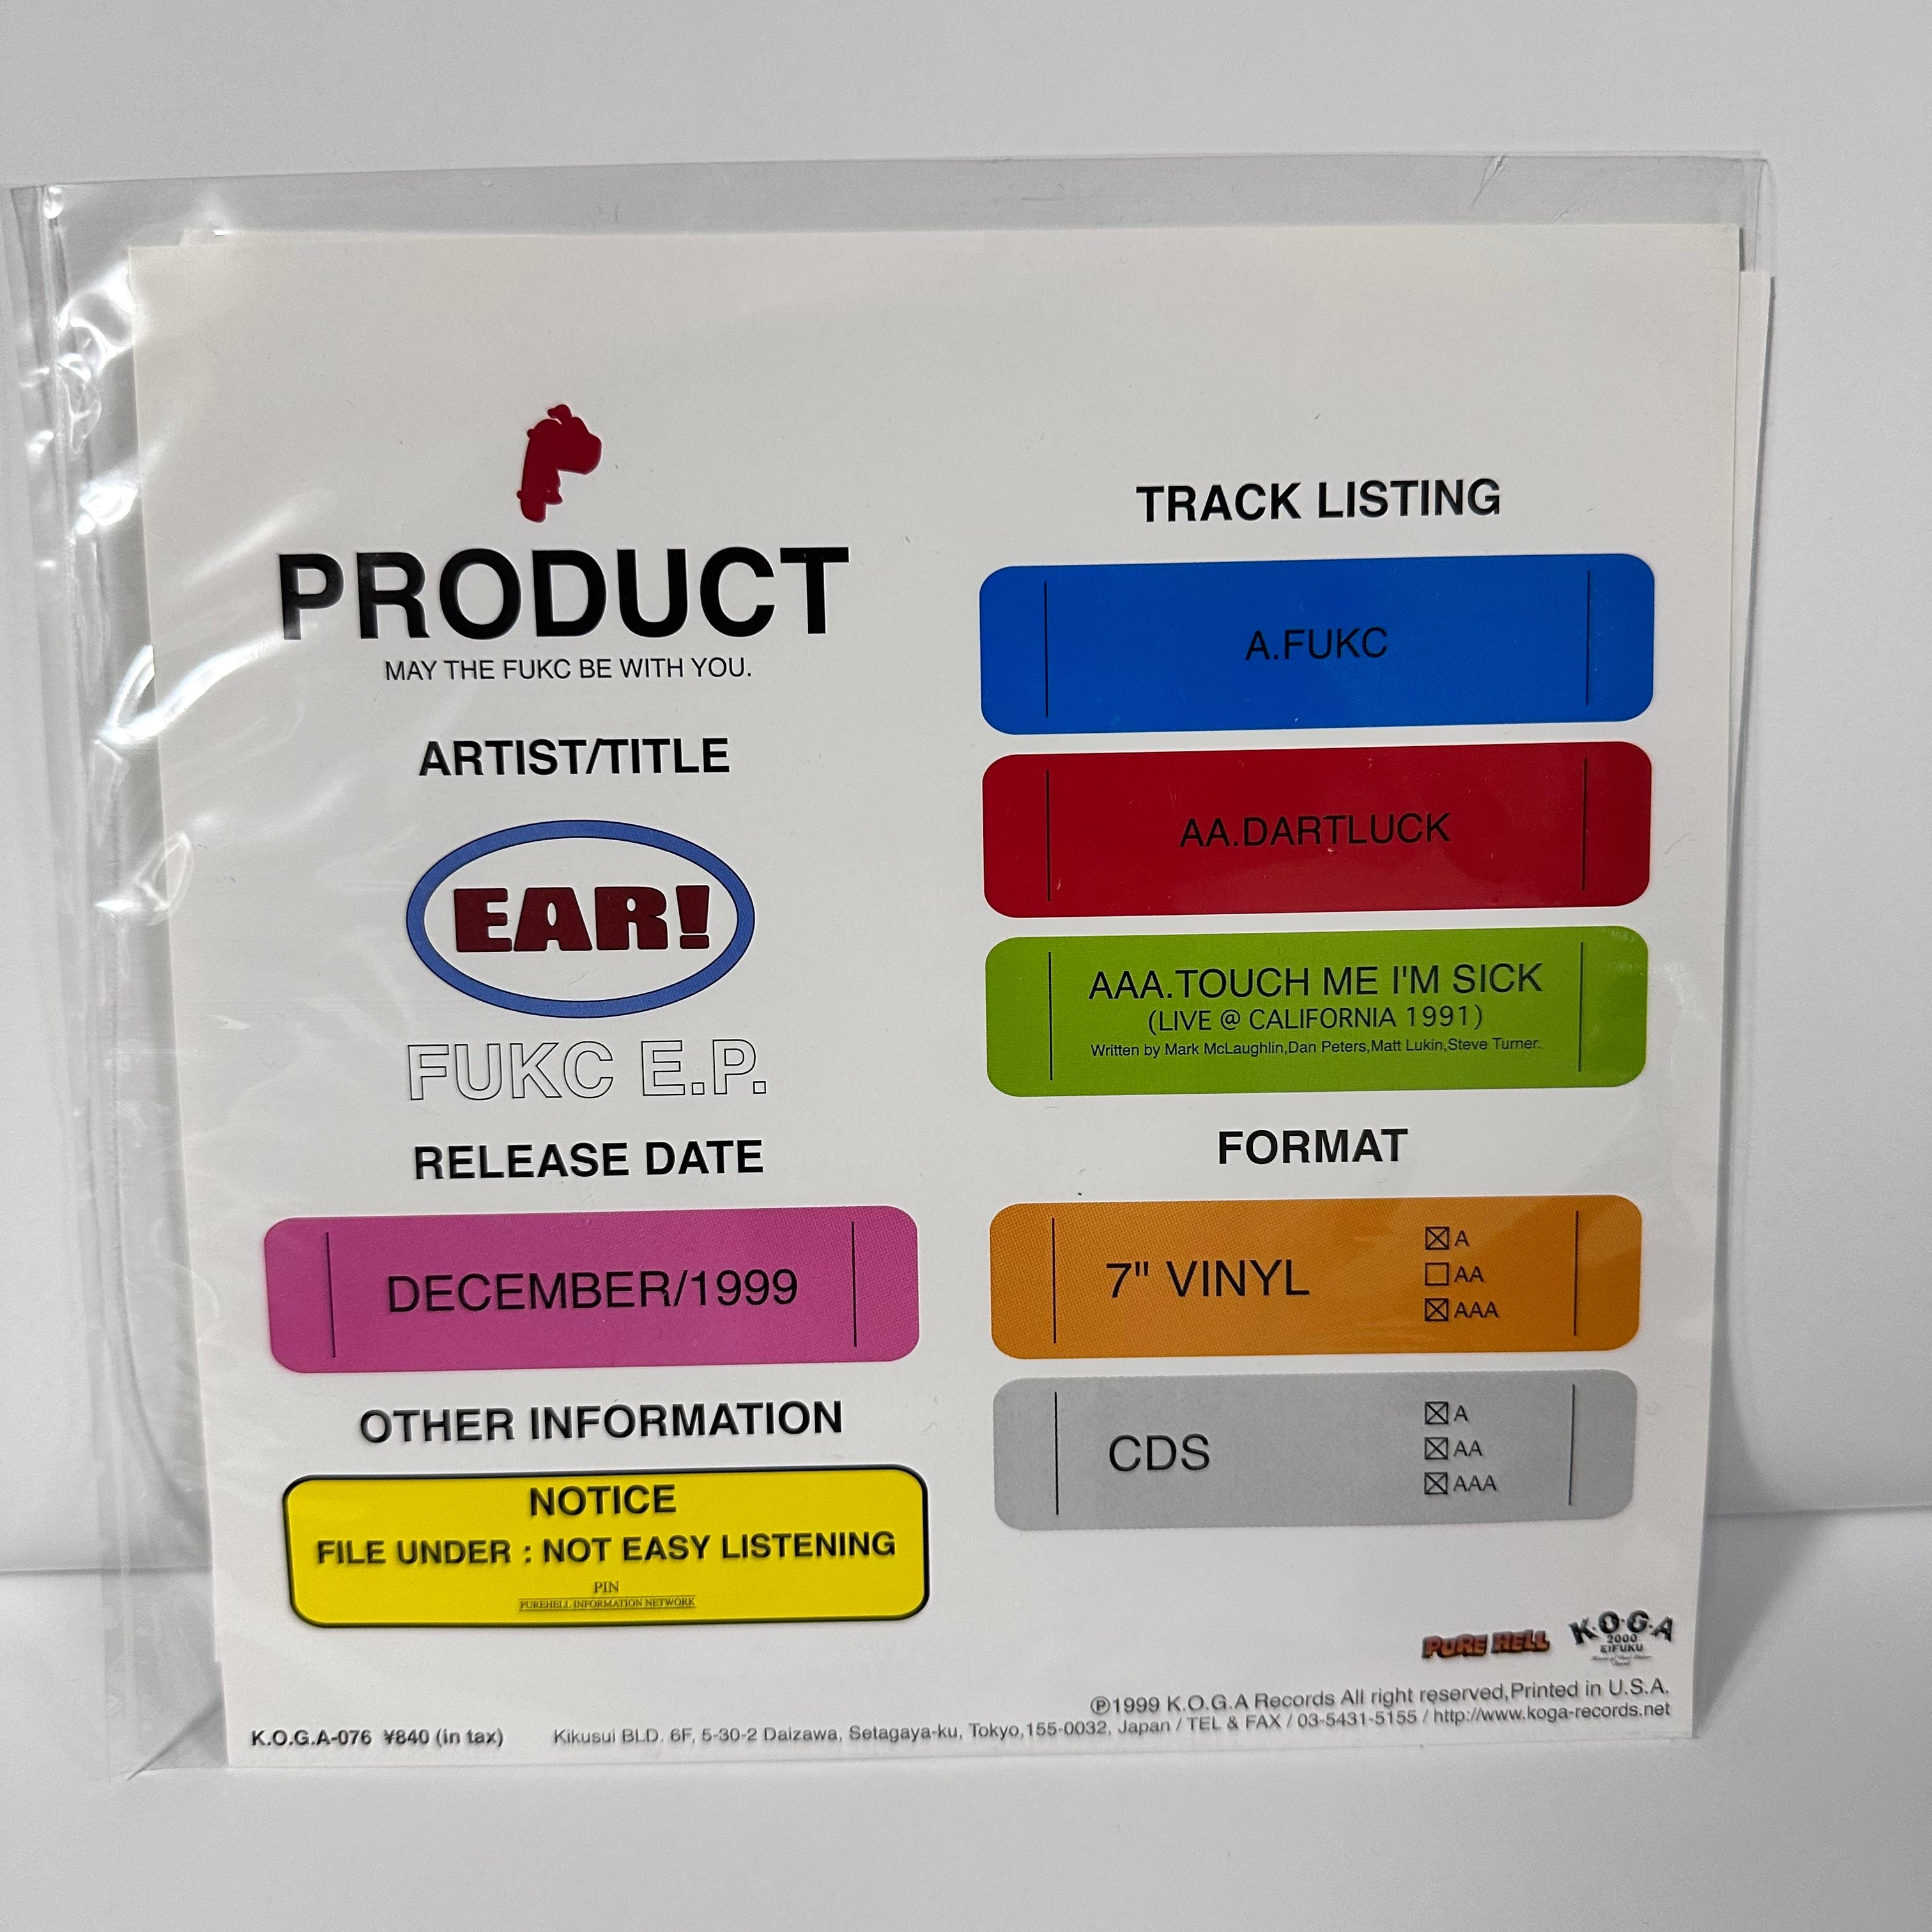 PRODUCT
MAY THE FUKC BE WITH YOU.
ARTIST/TITLE
EAR!
FUKC E.P.
RELEASE DATE
DECEMBER/1999
OTHER INFORMATION
NOTICE
FILE UNDER : NOT EASY LISTENING
PIN
PUREHELL INFORMATION NETWORK
TRACK LISTING
A.FUKC
AA.DARTLUCK
AAA.TOUCH ME I'M SICK
(LIVE @ CALIFORNIA 1991)
Written by Mark McLaughlin,Dan Peters,Matt Lukin,Steve Turner.
FORMAT
7" VINYL
A
AA
AAA
CDS
A
AA
AAA
PURE HELL
K.O.G.A
2000
EIFUKU
℗1999 K.O.G.A Records All right reserved,Printed in U.S.A.
K.O.G.A-076 ¥840 (in tax)
Kikusui BLD. 6F, 5-30-2 Daizawa, Setagaya-ku, Tokyo,155-0032, Japan / TEL & FAX / 03-5431-5155 / http://www.koga-records.net